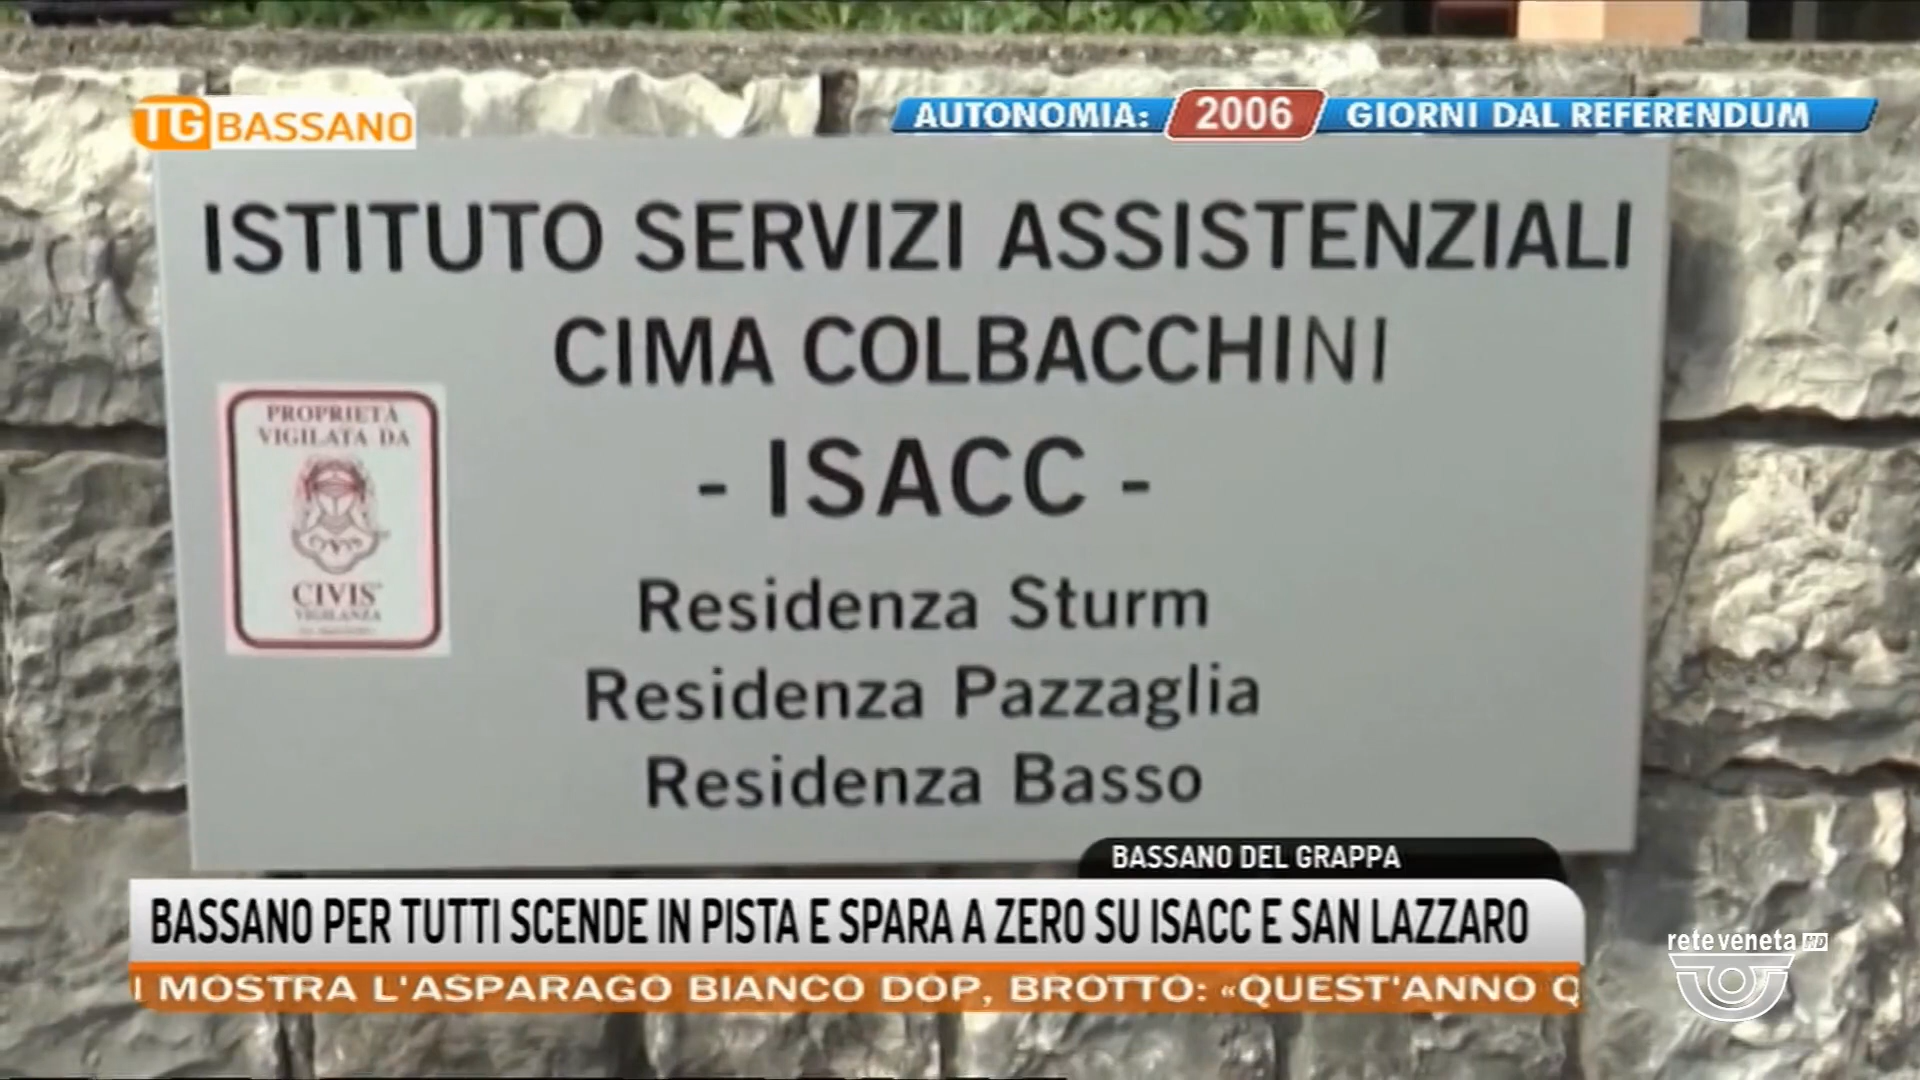 TG BASSANO
AUTONOMIA: 2006 GIORNI DAL REFERENDUM
ISTITUTO SERVIZI ASSISTENZIALI
CIMA COLBACCHINI
- ISACC -
Residenza Sturm
Residenza Pazzaglia
Residenza Basso
PROPRIETÀ
VIGILATA DA
CIVIS
VIGILANZA
BASSANO DEL GRAPPA
BASSANO PER TUTTI SCENDE IN PISTA E SPARA A ZERO SU ISACC E SAN LAZZARO
I MOSTRA L'ASPARAGO BIANCO DOP, BROTTO: «QUEST'ANNO Q
reteveneta HD